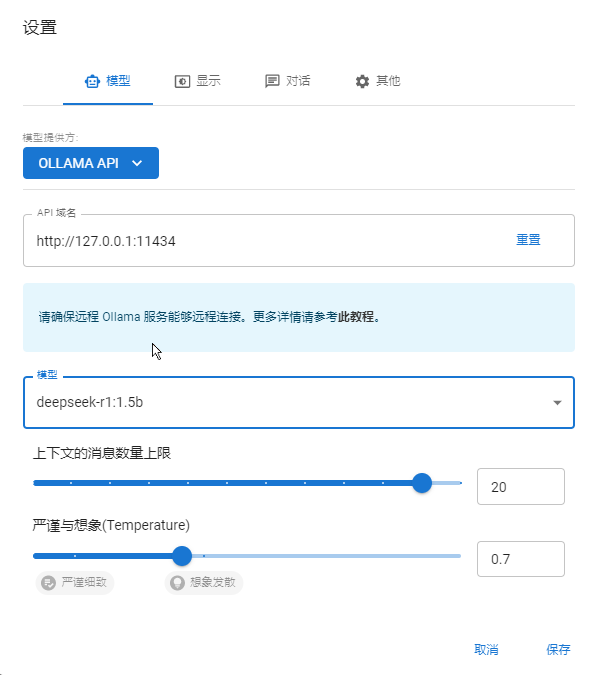 设置
模型
显示
对话
其他
模型提供方:
OLLAMA API
API 域名
http://127.0.0.1:11434
重置
请确保远程 Ollama 服务能够远程连接。更多详情请参考此教程。
模型
deepseek-r1:1.5b
上下文的消息数量上限
20
严谨与想象(Temperature)
0.7
严谨细致
想象发散
取消
保存